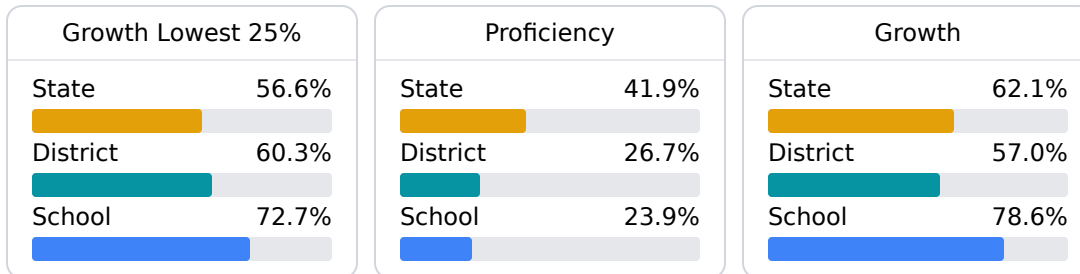 Growth Lowest 25%
State 56.6%
District 60.3%
School 72.7%
Proficiency
State 41.9%
District 26.7%
School 23.9%
Growth
State 62.1%
District 57.0%
School 78.6%